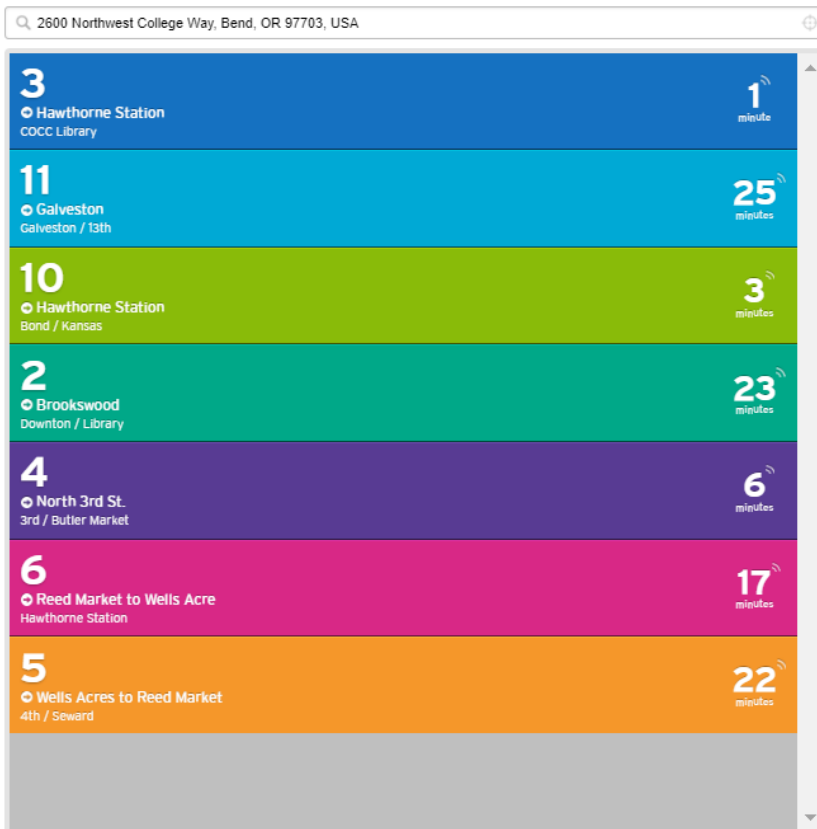 2600 Northwest College Way, Bend, OR 97703, USA
3
Hawthorne Station
COCC Library
1
minute
11
Galveston
Galveston / 13th
25
minutes
10
Hawthorne Station
Bond / Kansas
3
minutes
2
Brookswood
Downton / Library
23
minutes
4
North 3rd St.
3rd / Butler Market
6
minutes
6
Reed Market to Wells Acre
Hawthorne Station
17
minutes
5
Wells Acres to Reed Market
4th / Seward
22
minutes